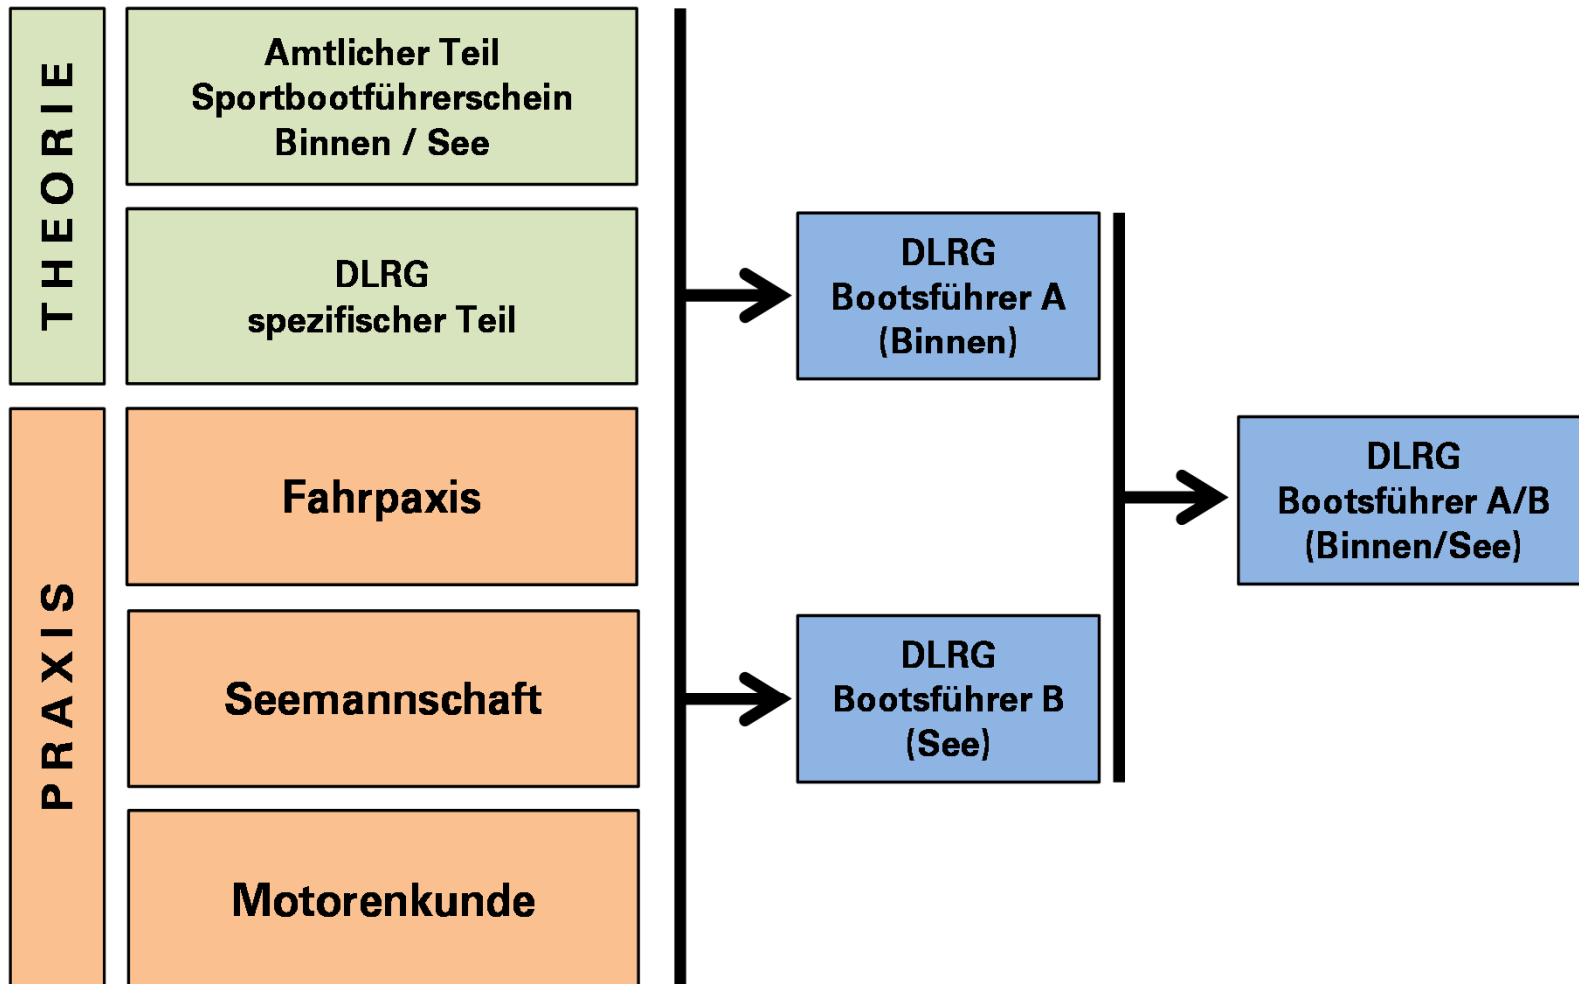 THEORIE
Amtlicher Teil
Sportbootführerschein
Binnen / See
DLRG
spezifischer Teil
PRAXIS
Fahrpaxis
Seemannschaft
Motorenkunde
DLRG
Bootsführer A
(Binnen)
DLRG
Bootsführer B
(See)
DLRG
Bootsführer A/B
(Binnen/See)